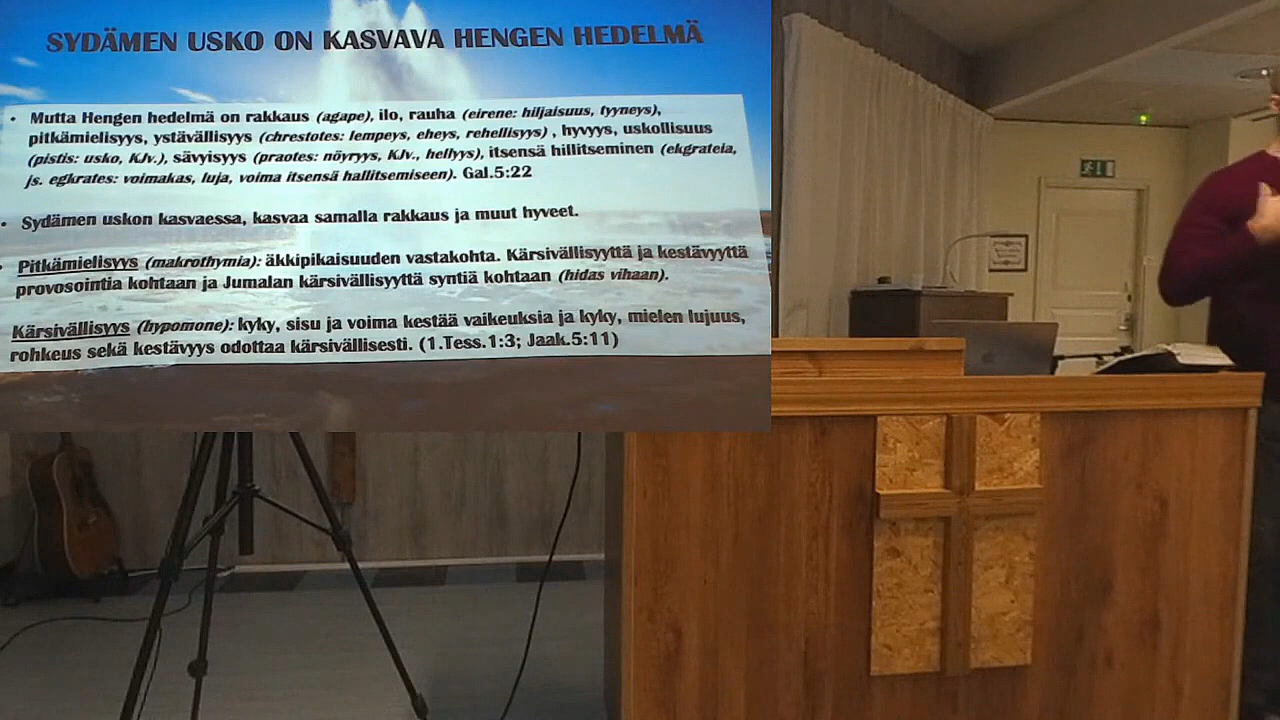 SYDÄMEN USKO ON KASVAVA HENGEN HEDELMÄ
• Mutta Hengen hedelmä on rakkaus (agape), ilo, rauha (eirene: hiljaisuus, tyyneys),
pitkämielisyys, ystävällisyys (chrestotes: lempeys, eheys, rehellisyys) , hyvyys, uskollisuus
(pistis: usko, KJv.), sävyisyys (praotes: nöyryys, KJv., hellyys), itsensä hillitseminen (ekgrateia,
js. egkrates: voimakas, luja, voima itsensä hallitsemiseen). Gal.5:22
• Sydämen uskon kasvaessa, kasvaa samalla rakkaus ja muut hyveet.
• Pitkämielisyys (makrothymia): äkkipikaisuuden vastakohta. Kärsivällisyyttä ja kestävyyttä
provosointia kohtaan ja Jumalan kärsivällisyyttä syntiä kohtaan (hidas vihaan).
Kärsivällisyys (hypomone): kyky, sisu ja voima kestää vaikeuksia ja kyky, mielen lujuus,
rohkeus sekä kestävyys odottaa kärsivällisesti. (1.Tess.1:3; Jaak.5:11)